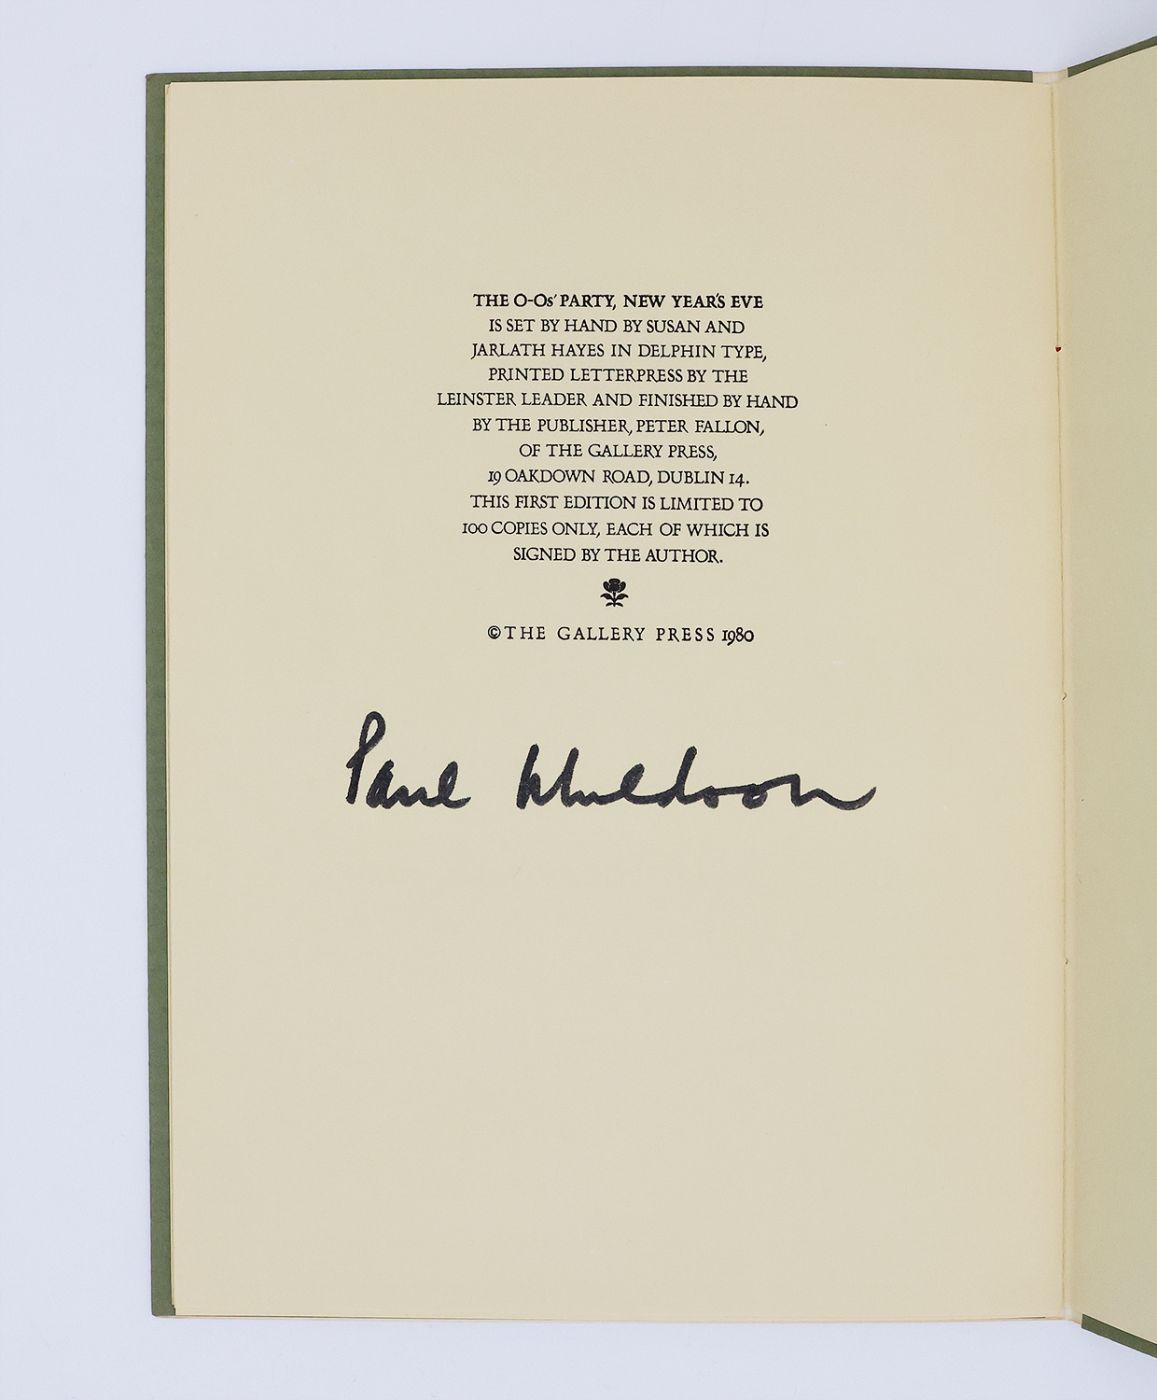 THE O-Os' PARTY, NEW YEAR'S EVE
IS SET BY HAND BY SUSAN AND
JARLATH HAYES IN DELPHIN TYPE,
PRINTED LETTERPRESS BY THE
LEINSTER LEADER AND FINISHED BY HAND
BY THE PUBLISHER, PETER FALLON,
OF THE GALLERY PRESS,
19 OAKDOWN ROAD, DUBLIN 14.
THIS FIRST EDITION IS LIMITED TO
100 COPIES ONLY, EACH OF WHICH IS
SIGNED BY THE AUTHOR.
© THE GALLERY PRESS 1980
Paul Muldoon